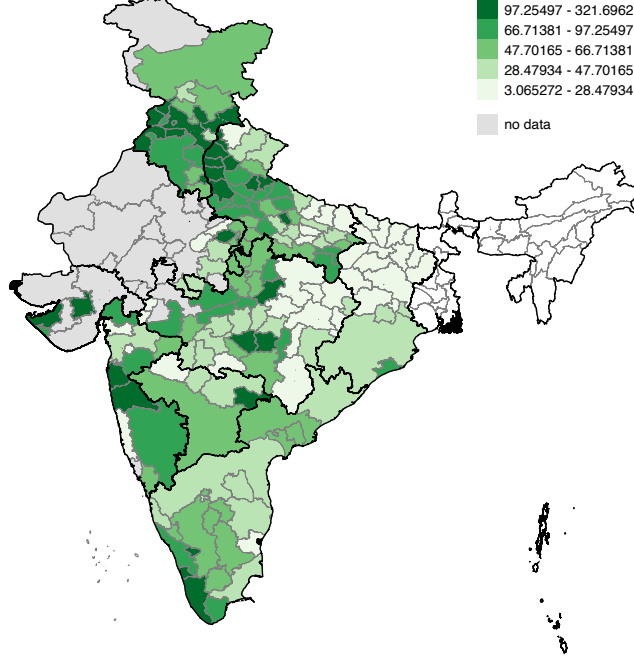 97.25497 - 321.6962
66.71381 - 97.25497
47.70165 - 66.71381
28.47934 - 47.70165
3.065272 - 28.47934
no data